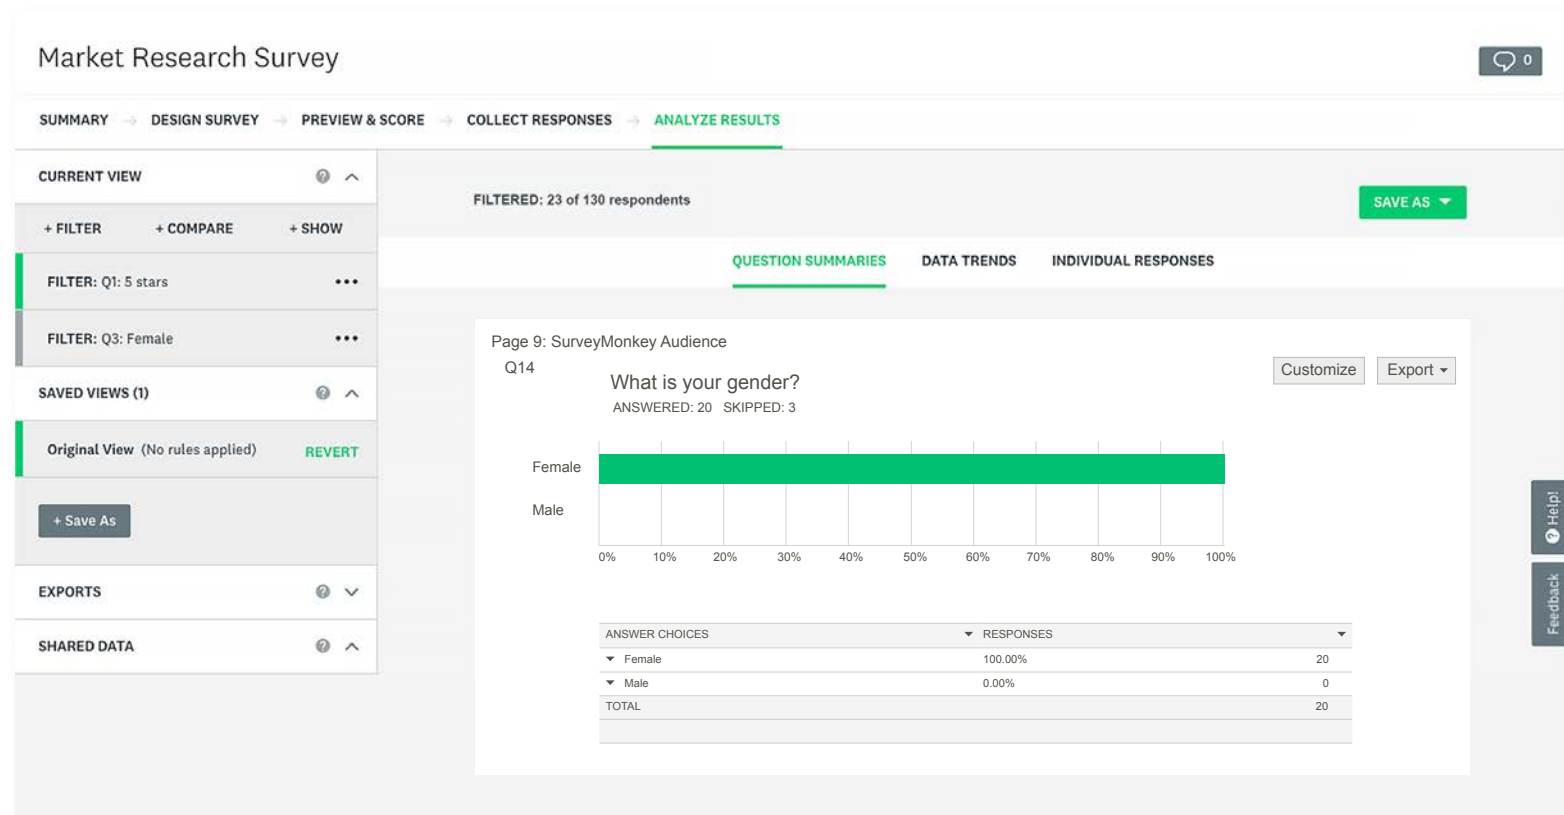 Market Research Survey
0
SUMMARY DESIGN SURVEY PREVIEW & SCORE COLLECT RESPONSES ANALYZE RESULTS
CURRENT VIEW
+ FILTER + COMPARE + SHOW
FILTER: Q1: 5 stars
FILTER: Q3: Female
SAVED VIEWS (1)
Original View (No rules applied) REVERT
+ Save As
EXPORTS
SHARED DATA
FILTERED: 23 of 130 respondents
SAVE AS
QUESTION SUMMARIES DATA TRENDS INDIVIDUAL RESPONSES
Page 9: SurveyMonkey Audience
Q14
Customize Export
What is your gender?
ANSWERED: 20 SKIPPED: 3
Female
Male
0% 10% 20% 30% 40% 50% 60% 70% 80% 90% 100%
ANSWER CHOICES RESPONSES
Female 100.00% 20
Male 0.00% 0
TOTAL 20
Help!
Feedback